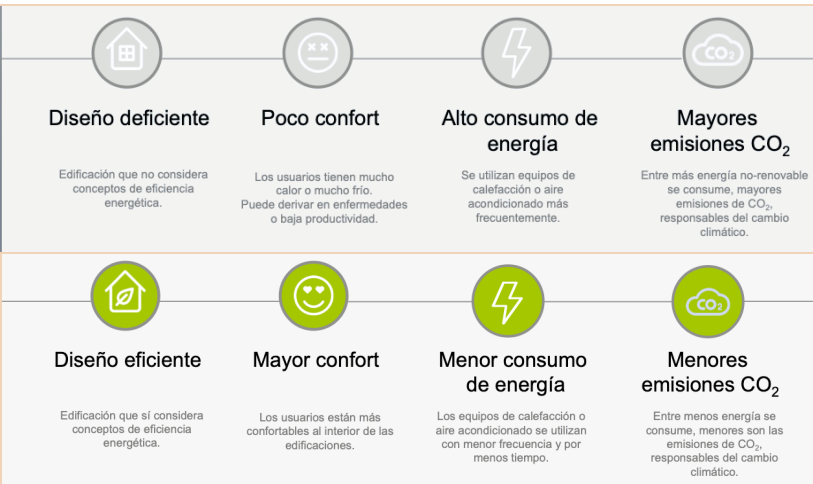 CO₂
Diseño deficiente
Edificación que no considera
conceptos de eficiencia
energética.
Poco confort
Los usuarios tienen mucho
calor o mucho frío.
Puede derivar en enfermedades
o baja productividad.
Alto consumo de
energía
Se utilizan equipos de
calefacción o aire
acondicionado más
frecuentemente.
Mayores
emisiones CO₂
Entre más energía no-renovable
se consume, mayores
emisiones de CO₂,
responsables del cambio
climático.
CO₂
Diseño eficiente
Edificación que sí considera
conceptos de eficiencia
energética.
Mayor confort
Los usuarios están más
confortables al interior de las
edificaciones.
Menor consumo
de energía
Los equipos de calefacción o
aire acondicionado se utilizan
con menor frecuencia y por
menos tiempo.
Menores
emisiones CO₂
Entre menos energía se
consume, menores son las
emisiones de CO₂,
responsables del cambio
climático.